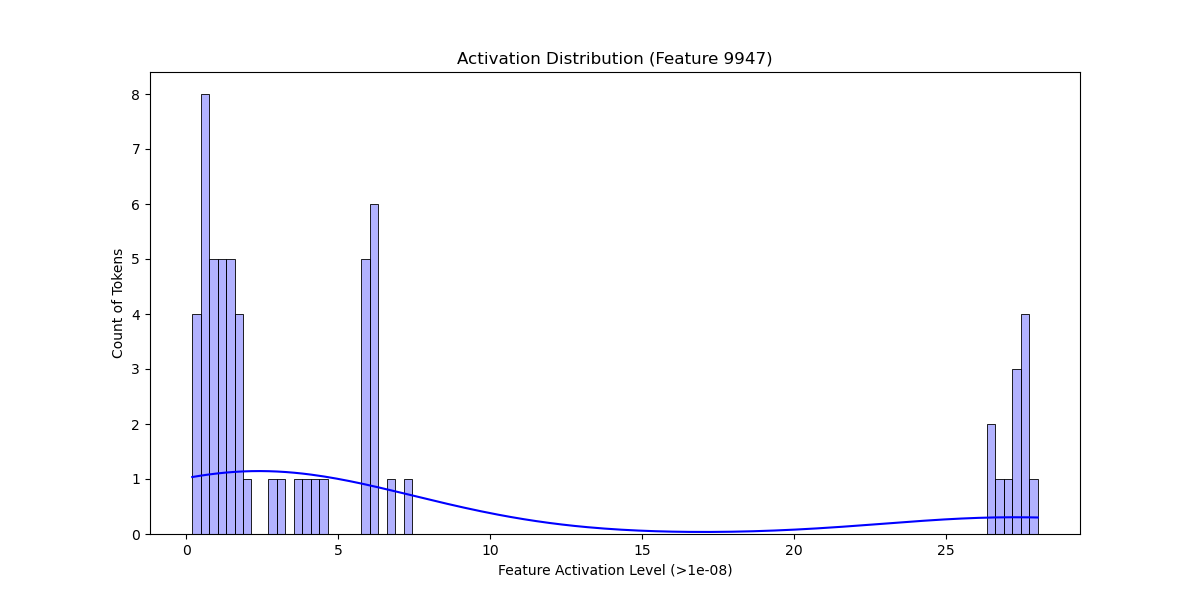 Activation Distribution (Feature 9947)
8
7
6
5
4
3
2
1
0
Count of Tokens
0 5 10 15 20 25
Feature Activation Level (>1e-08)